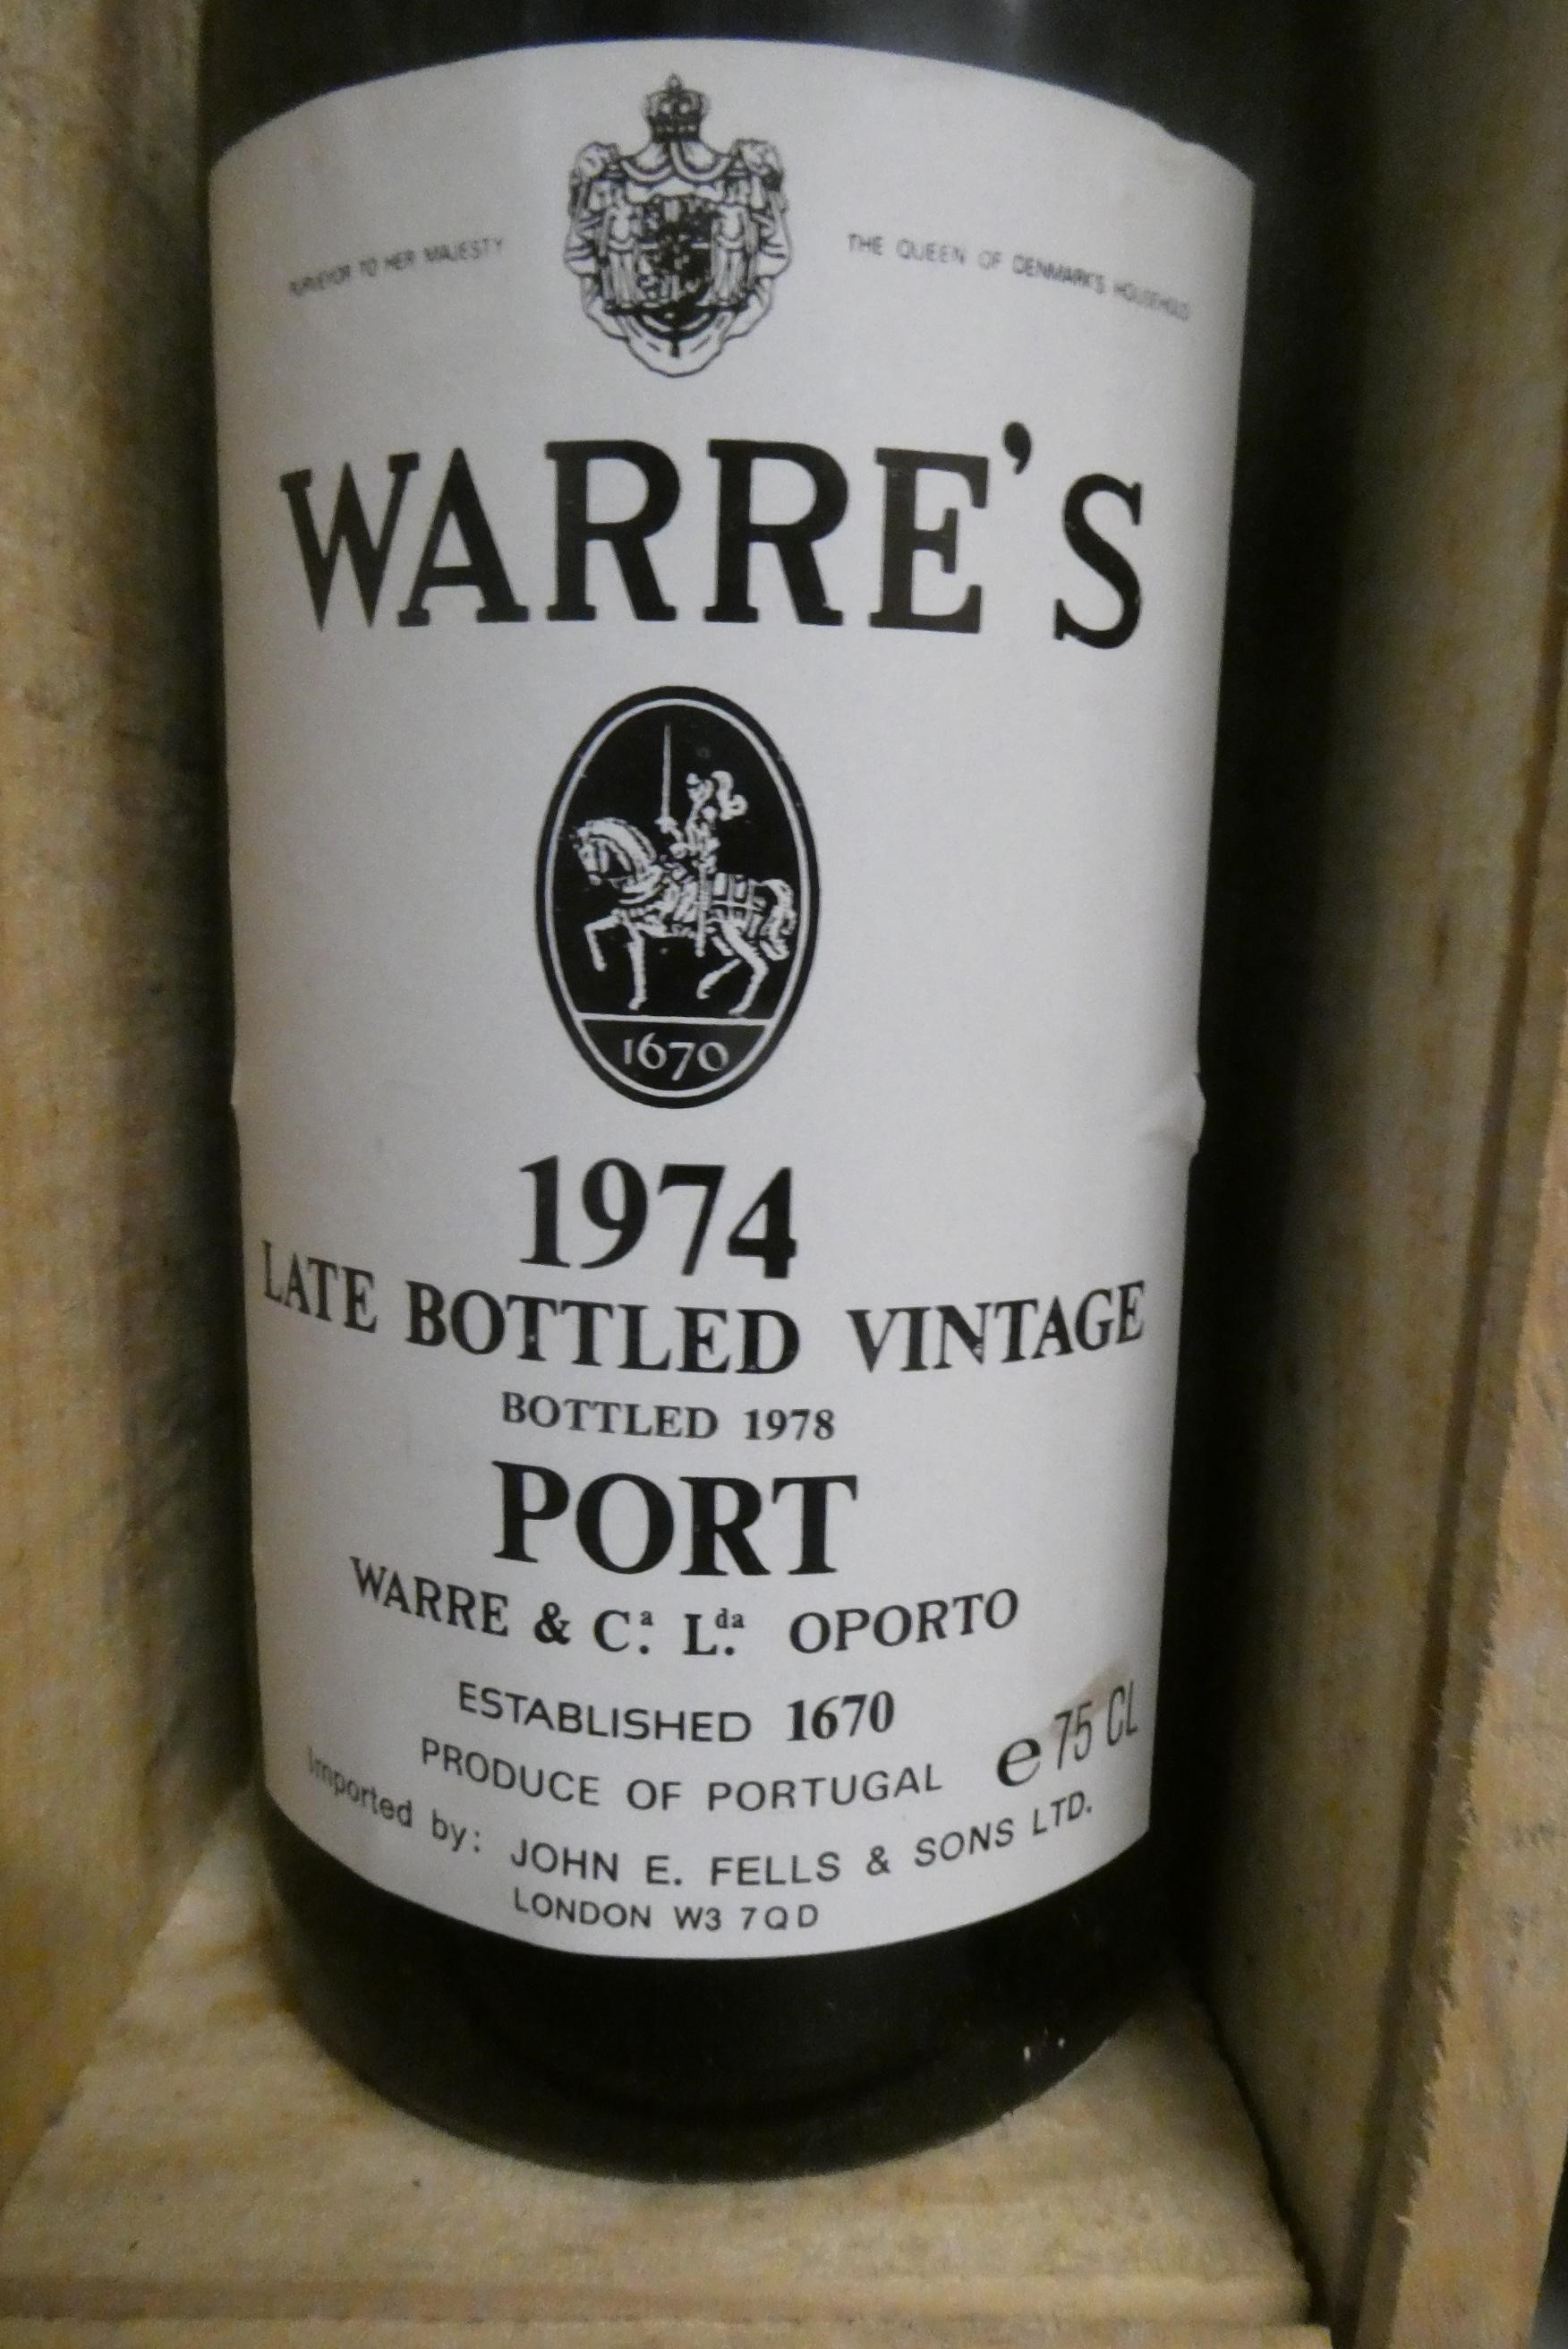 PURVEYOR TO HER MAJESTY THE QUEEN OF DENMARK'S HOUSEHOLD
WARRE'S
1670
1974
LATE BOTTLED VINTAGE
BOTTLED 1978
PORT
WARRE & Cª. Lᵈᵃ. OPORTO
ESTABLISHED 1670
PRODUCE OF PORTUGAL e 75 CL
Imported by: JOHN E. FELLS & SONS LTD.
LONDON W3 7QD